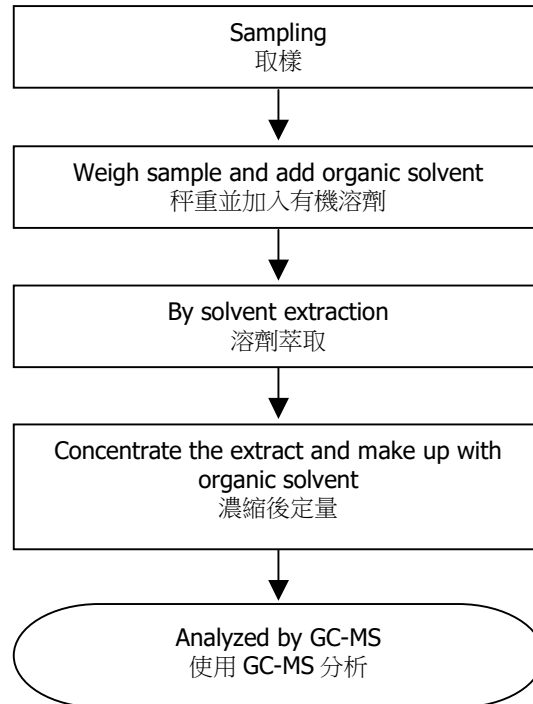 Sampling
取樣
Weigh sample and add organic solvent
秤重並加入有機溶劑
By solvent extraction
溶劑萃取
Concentrate the extract and make up with
organic solvent
濃縮後定量
Analyzed by GC-MS
使用 GC-MS 分析